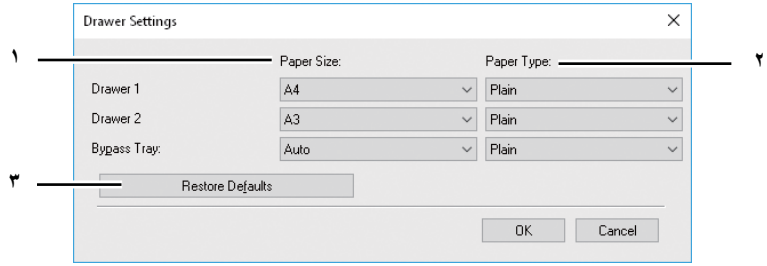 Drawer Settings
١ Paper Size: Paper Type: ٢
Drawer 1 A4 Plain
Drawer 2 A3 Plain
Bypass Tray: Auto Plain
٣ Restore Defaults
OK Cancel